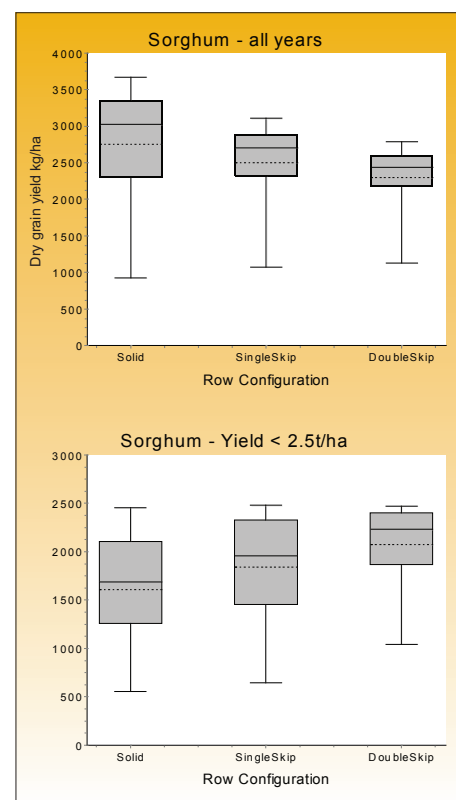 Sorghum - all years
Dry grain yield kg/ha
4000
3500
3000
2500
2000
1500
1000
500
0
Solid
SingleSkip
DoubleSkip
Row Configuration
Sorghum - Yield < 2.5t/ha
3000
2500
2000
1500
1000
500
0
Solid
SingleSkip
DoubleSkip
Row Configuration